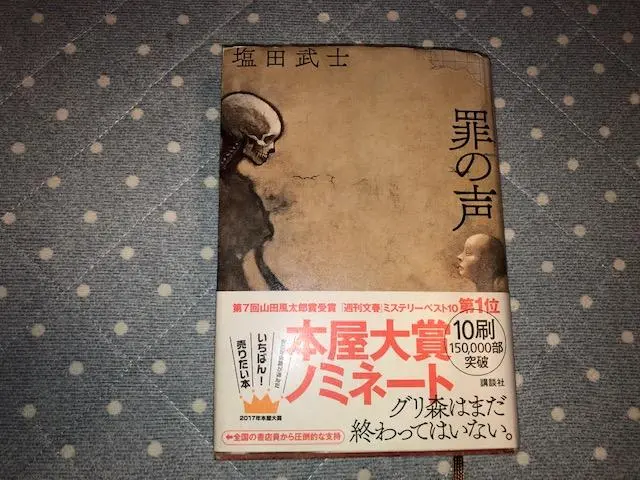 塩田武士
罪の声
第7回山田風太郎賞受賞 「週刊文春」ミステリーベスト10 第1位
本屋大賞
ノミネート
10刷
150,000部
突破
講談社
いちばん!
売りたい本
2017年本屋大賞
グリ森はまだ
終わってはいない。
←全国の書店員から圧倒的な支持